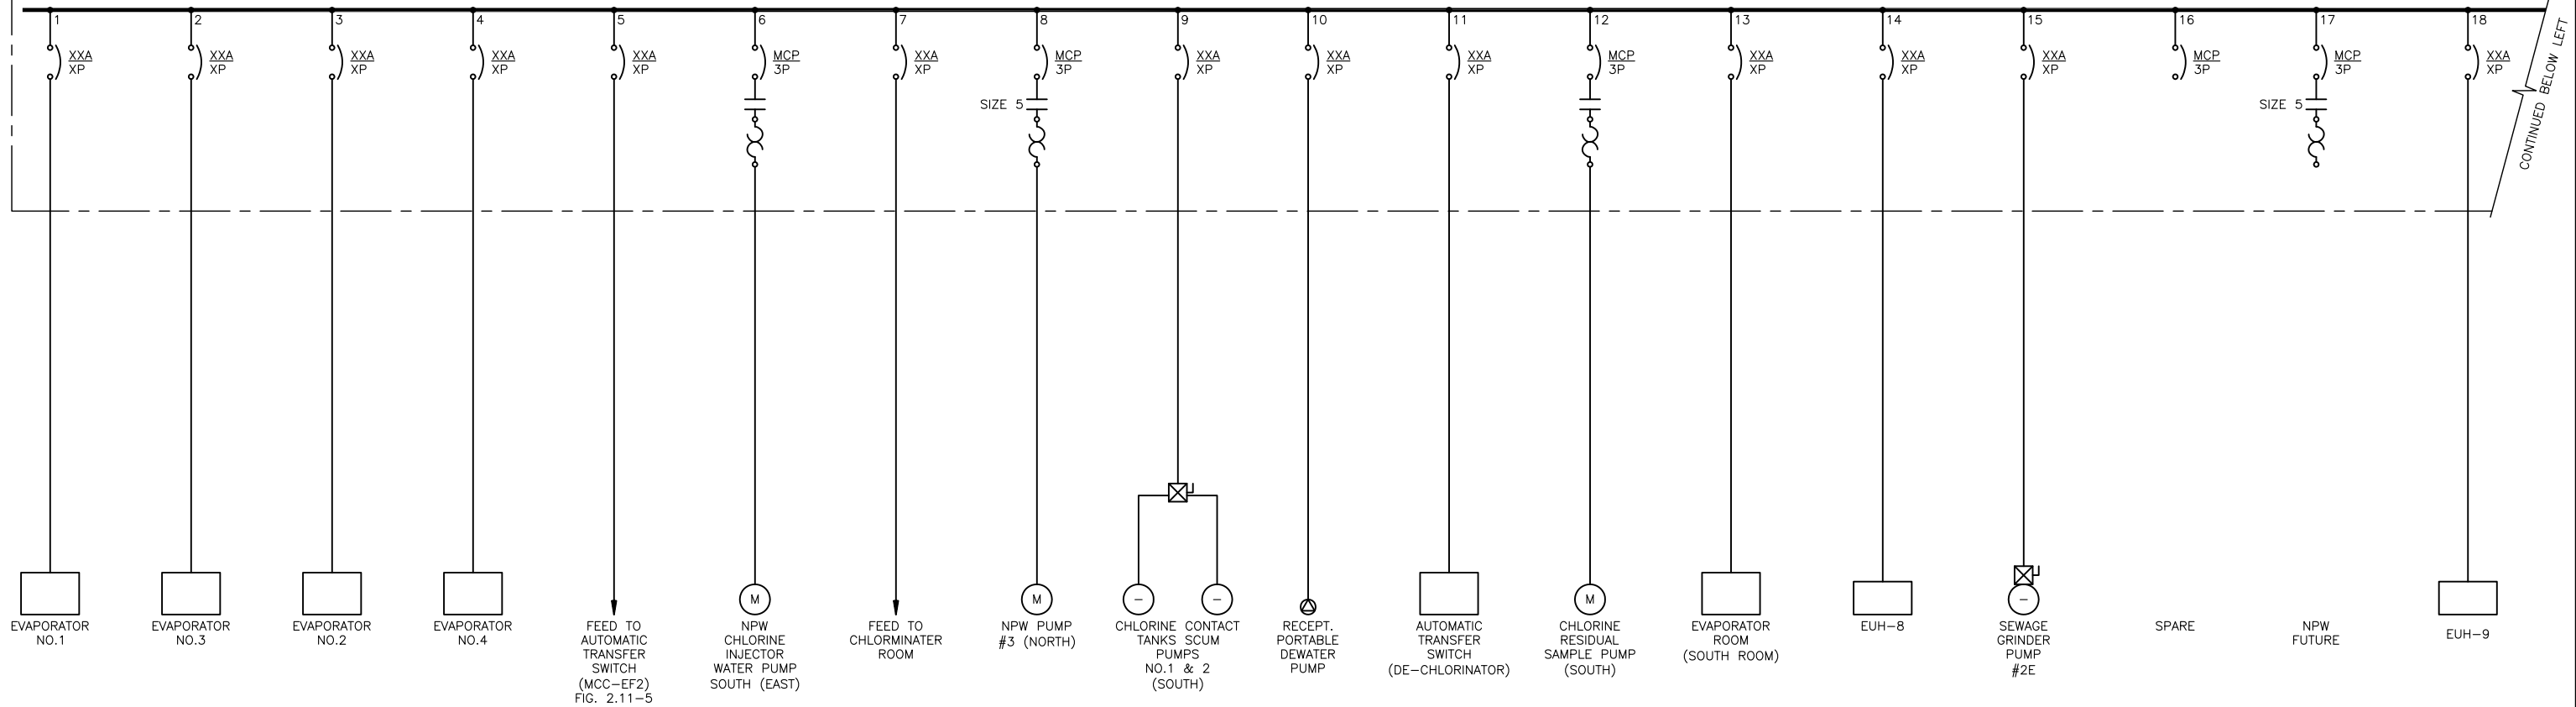 1
2
3
4
5
6
7
8
9
10
11
12
13
14
15
16
17
18
XXA
XP
XXA
XP
XXA
XP
XXA
XP
XXA
XP
MCP
3P
XXA
XP
MCP
3P
XXA
XP
XXA
XP
XXA
XP
MCP
3P
XXA
XP
XXA
XP
XXA
XP
MCP
3P
MCP
3P
XXA
XP
SIZE 5
SIZE 5
CONTINUED BELOW LEFT
EVAPORATOR
NO.1
EVAPORATOR
NO.3
EVAPORATOR
NO.2
EVAPORATOR
NO.4
FEED TO
AUTOMATIC
TRANSFER
SWITCH
(MCC-EF2)
FIG. 2.11-5
M
NPW
CHLORINE
INJECTOR
WATER PUMP
SOUTH (EAST)
FEED TO
CHLORMINATER
ROOM
M
NPW PUMP
#3 (NORTH)
CHLORINE CONTACT
TANKS SCUM
PUMPS
NO.1 & 2
(SOUTH)
RECEPT.
PORTABLE
DEWATER
PUMP
AUTOMATIC
TRANSFER
SWITCH
(DE-CHLORINATOR)
M
CHLORINE
RESIDUAL
SAMPLE PUMP
(SOUTH)
EVAPORATOR
ROOM
(SOUTH ROOM)
EUH-8
SEWAGE
GRINDER
PUMP
#2E
SPARE
NPW
FUTURE
EUH-9